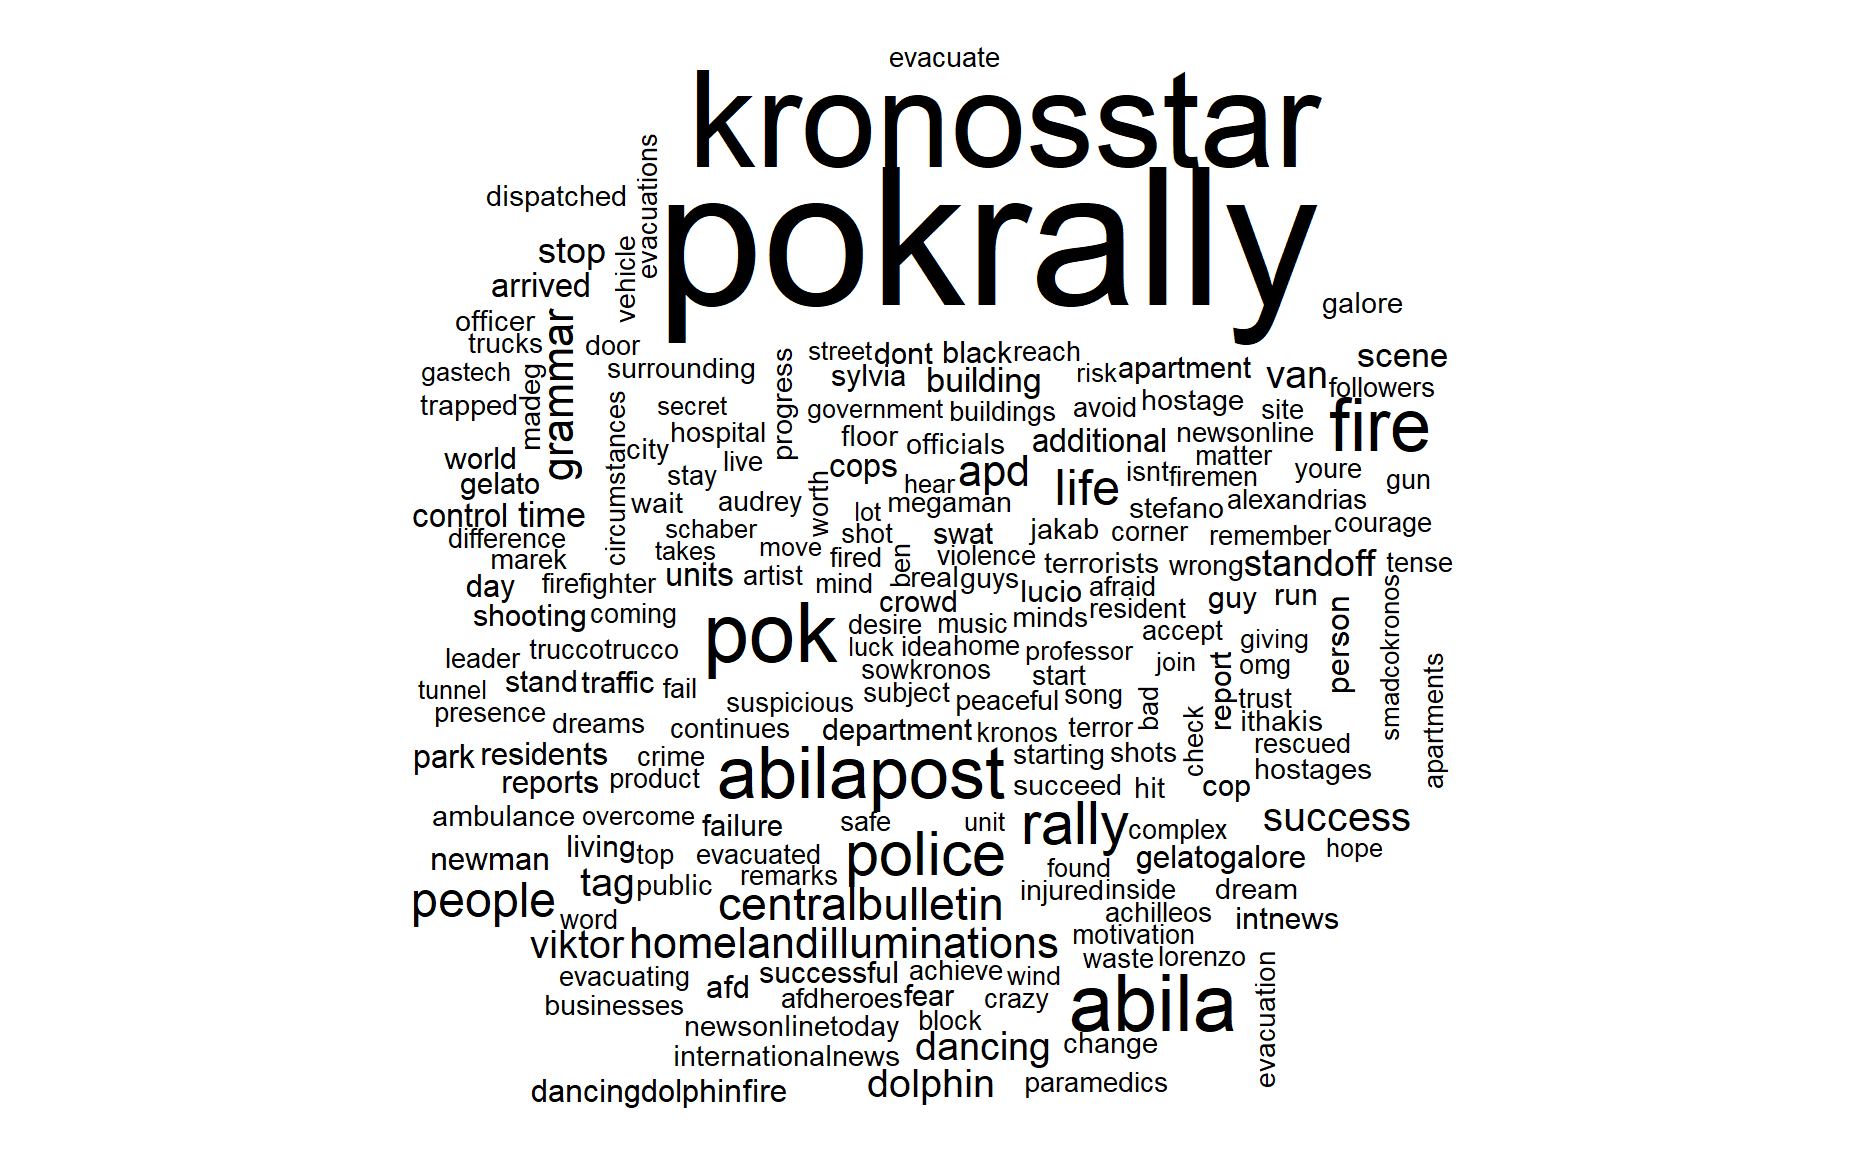 evacuate
kronosstar
pokrally
evacuations
dispatched
stop
vehicle
arrived
galore
officer
grammar
trucks
door
street
dont
black
reach
scene
gastech
madeg
surrounding
progress
sylvia
building
risk
apartment
van
followers
trapped
circumstances
secret
government
buildings
avoid
hostage
site
fire
hospital
floor
officials
additional
newsonline
world
city
live
cops
apd
life
isnt
matter
firemen
youre
gun
gelato
stay
hear
control
time
wait
audrey
worth
lot
megaman
stefano
alexandrias
difference
schaber
shot
swat
jakab
corner
remember
courage
marek
takes
move
fired
ben
violence
terrorists
wrong
standoff
tense
day
firefighter
units
artist
mind
real
guys
lucio
afraid
guy
run
person
smadcokronos
shooting
coming
pok
crowd
minds
resident
desire
music
accept
giving
leader
truccotrucco
luck
idea
home
professor
join
report
omg
tunnel
stand
traffic
fail
sowkronos
start
apartments
presence
dreams
suspicious
subject
peaceful
song
bad
trust
continues
department
kronos
terror
check
ithakis
park
residents
crime
abilapost
starting
shots
rescued
reports
product
succeed
hit
cop
hostages
ambulance
overcome
failure
safe
unit
rally
complex
success
newman
living
top
evacuated
police
found
gelatogalore
hope
people
tag
public
remarks
centralbulletin
injured
inside
dream
word
achilleos
intnews
viktor
homelandilluminations
motivation
evacuating
afd
successful
achieve
wind
waste
lorenzo
evacuation
businesses
afdheroes
fear
crazy
abila
newsonlinetoday
block
internationalnews
dancing
change
dancingdolphinfire
dolphin
paramedics